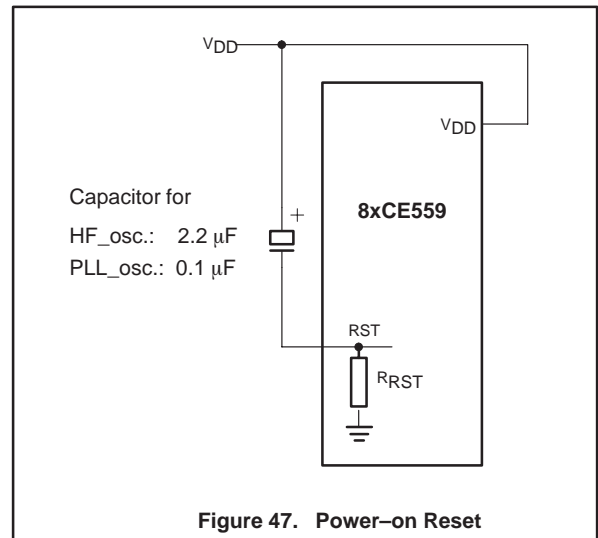 VDD
VDD
8xCE559
Capacitor for
+
HF_osc.: 2.2 μF
PLL_osc.: 0.1 μF
RST
RRST
Figure 47. Power–on Reset